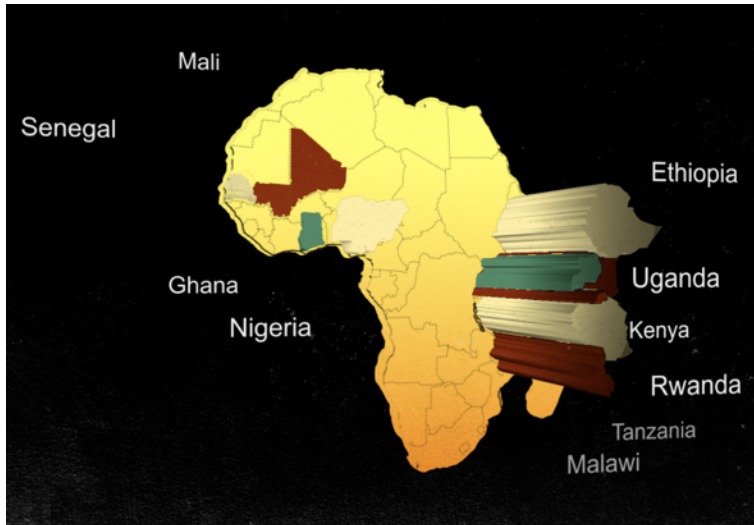 Mali
Senegal
Ethiopia
Ghana
Uganda
Nigeria
Kenya
Rwanda
Tanzania
Malawi